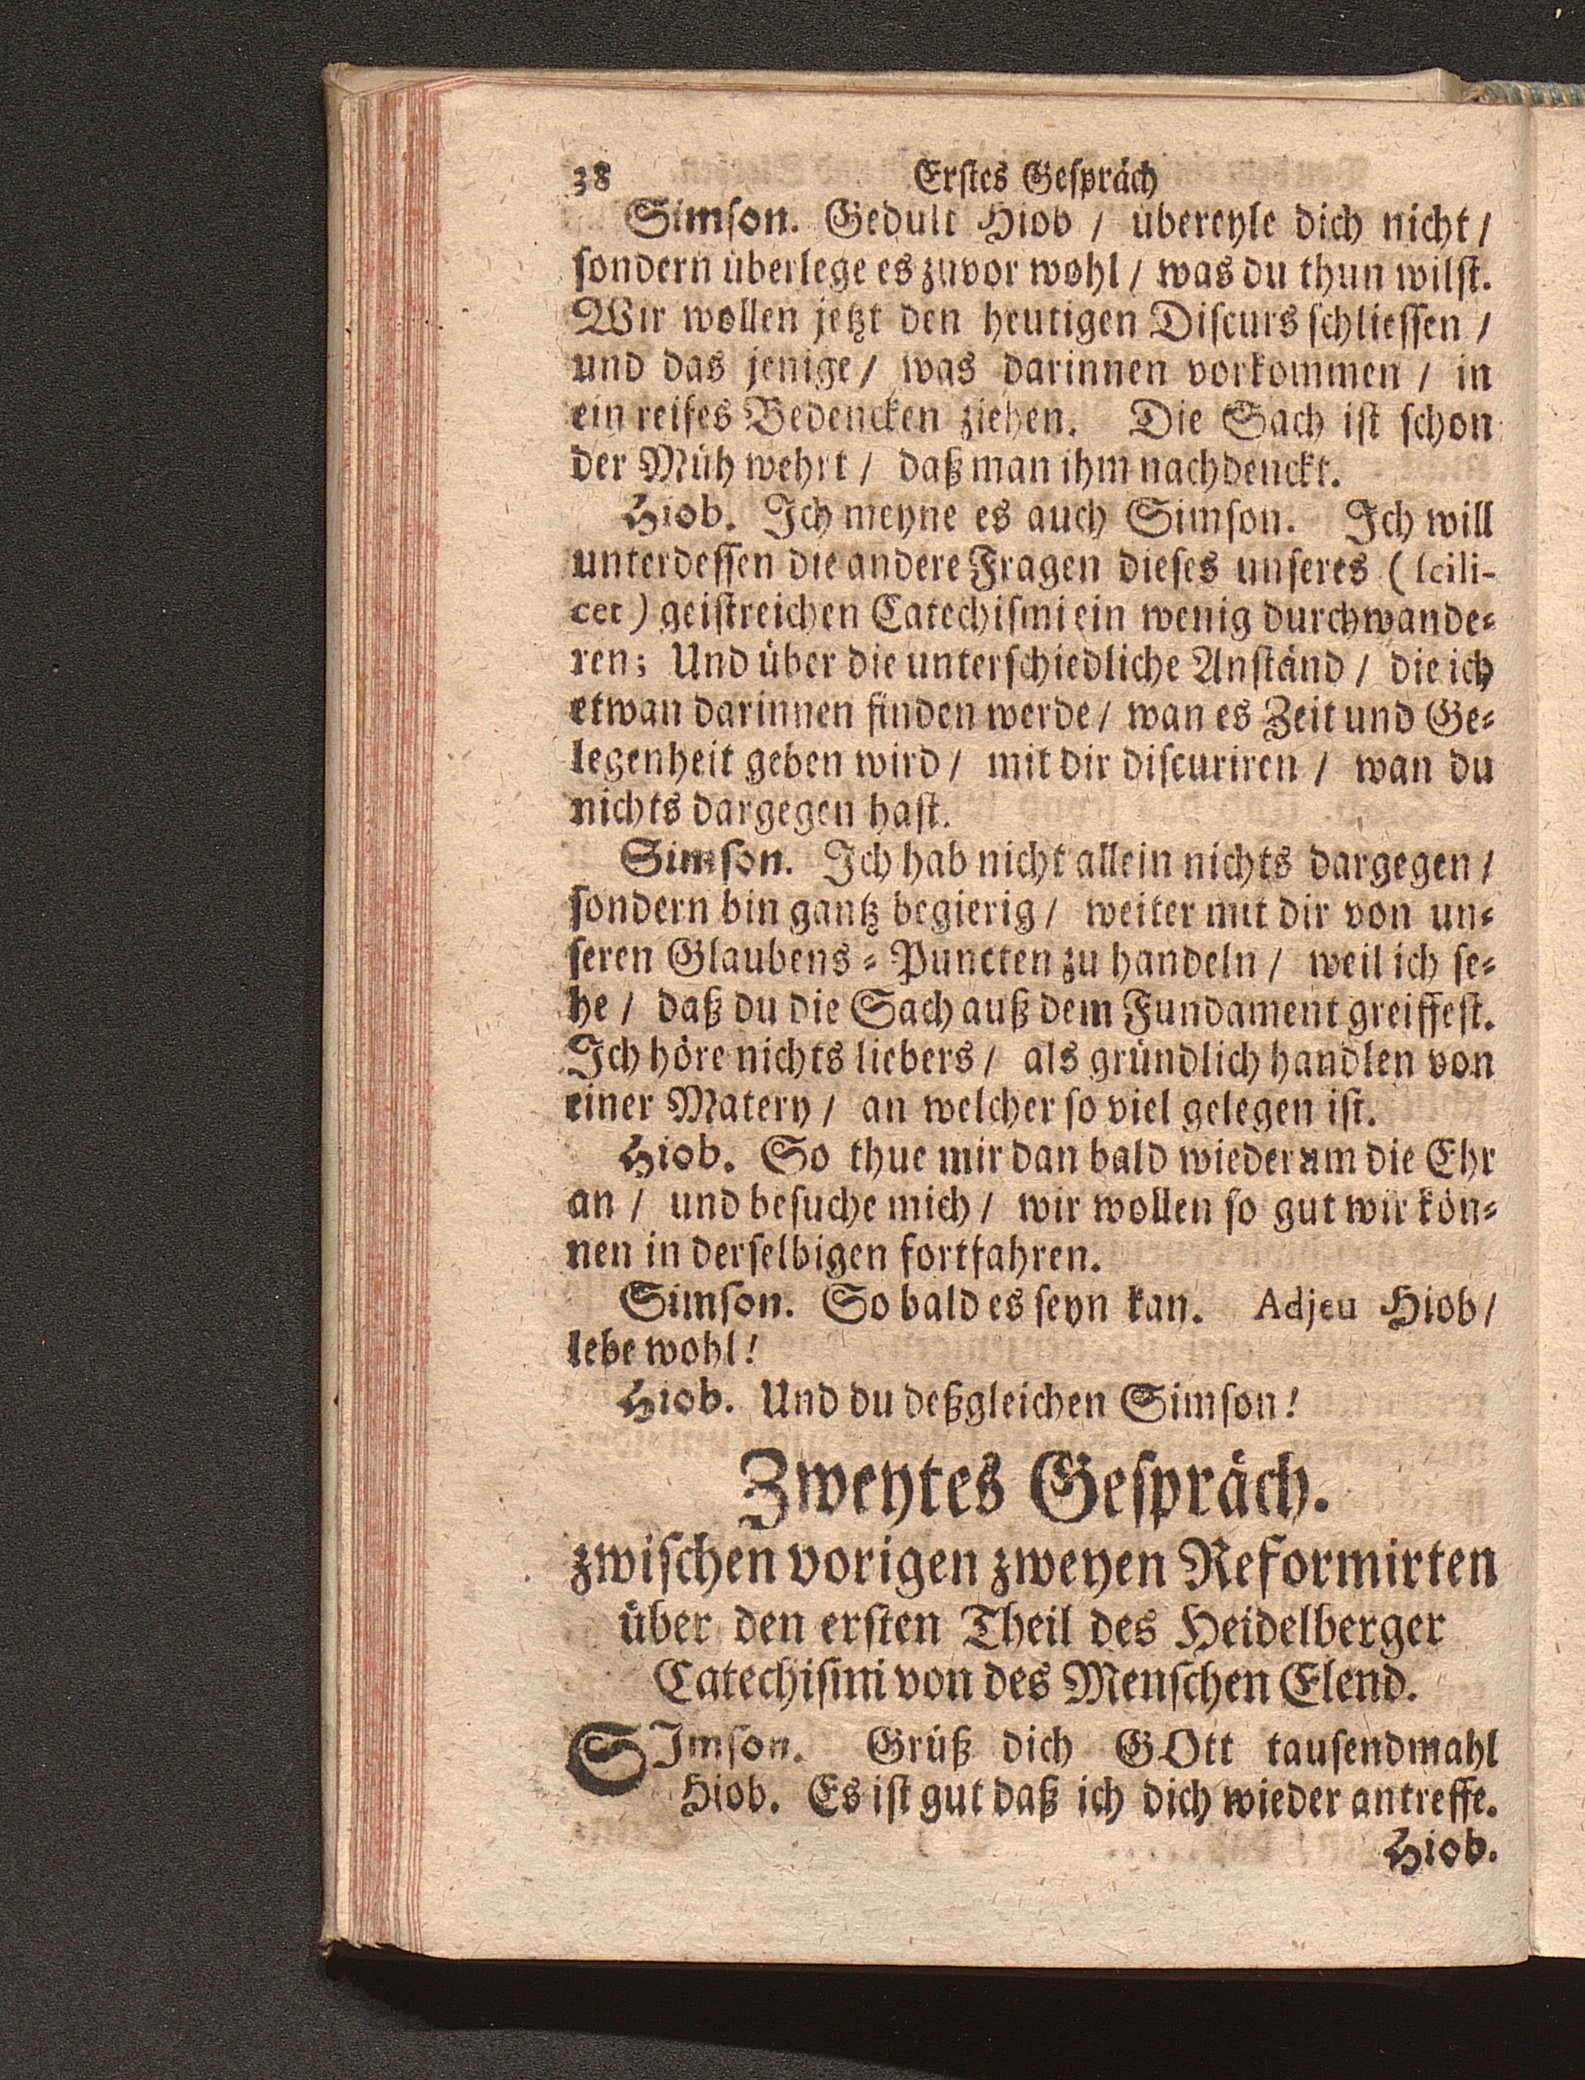 38 Erstes Gespräch
Simson. Gedult Hiob / übereyle dich nicht /
sondern überlege es zuvor wohl / was du thun wilst.
Wir wollen jetzt den heutigen Discurs schliessen /
und das jenige / was darinnen vorkommen / in
ein reifes Bedencken ziehen. Die Sach ist schon
der Müh wehrt / daß man ihm nachdenckt.
Hiob. Ich meyne es auch Simson. Ich will
unterdessen die andere Fragen dieses unseres (scili-
cet) geistreichen Catechismi ein wenig durchwande-
ren; Und über die unterschiedliche Anständ / die ich
etwan darinnen finden werde / wan es Zeit und Ge-
legenheit geben wird / mit dir discuriren / wan du
nichts dargegen hast.
Simson. Ich hab nicht allein nichts dargegen /
sondern bin gantz begierig / weiter mit dir von un-
seren Glaubens-Puncten zu handeln / weil ich se-
he / daß du die Sach auß dem Fundament greiffest.
Ich höre nichts liebers / als gründlich handlen von
einer Matery / an welcher so viel gelegen ist.
Hiob. So thue mir dan bald wiederum die Ehr
an / und besuche mich / wir wollen so gut wir kön-
nen in derselbigen fortfahren.
Simson. So bald es seyn kan. Adjeu Hiob /
lebe wohl!
Hiob. Und du deßgleichen Simson!
Zweytes Gespräch.
zwischen vorigen zweyen Reformirten
über den ersten Theil des Heidelberger
Catechismi von des Menschen Elend.
SImson. Grüß dich GOtt tausendmahl
Hiob. Es ist gut daß ich dich wieder antreffe.
Hiob.